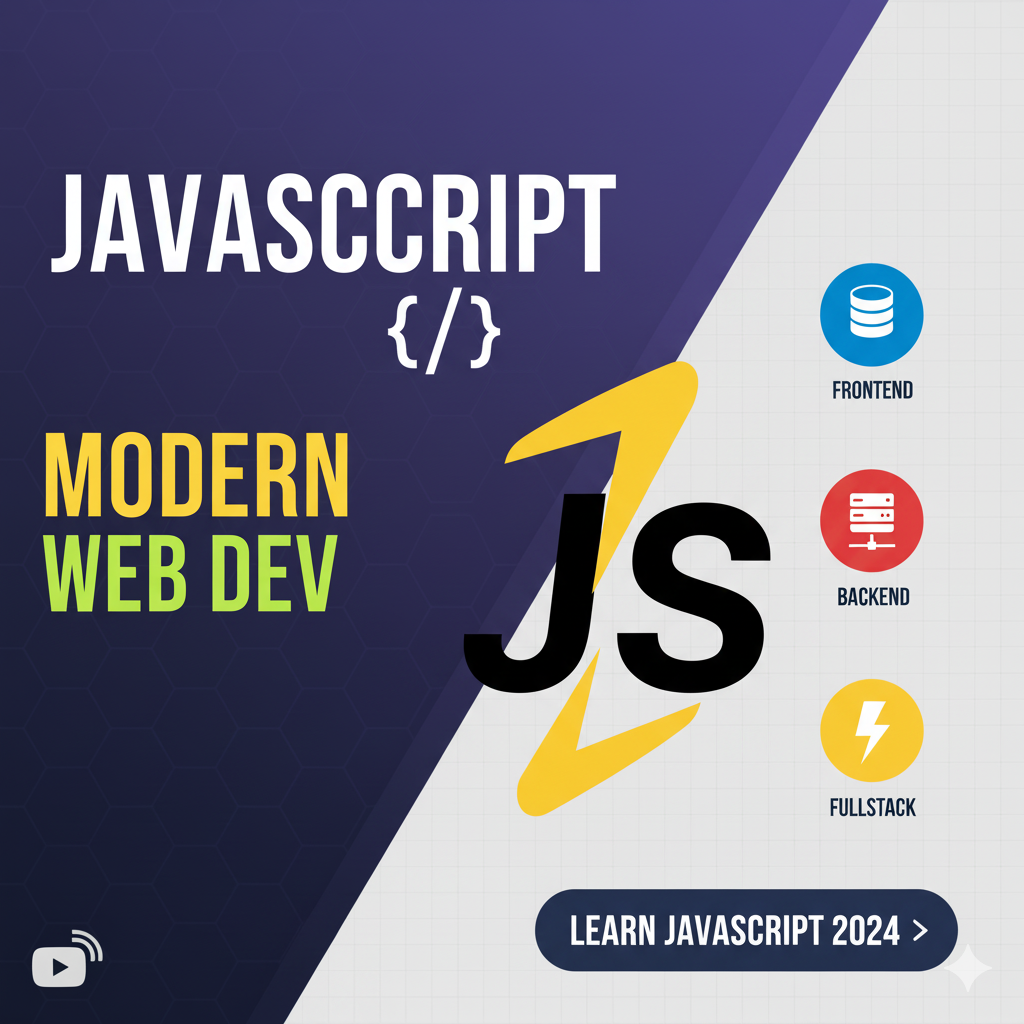 JAVASCCRIPT
{/}
MODERN
WEB DEV
JS
FRONTEND
BACKEND
FULLSTACK
LEARN JAVASCRIPT 2024 >